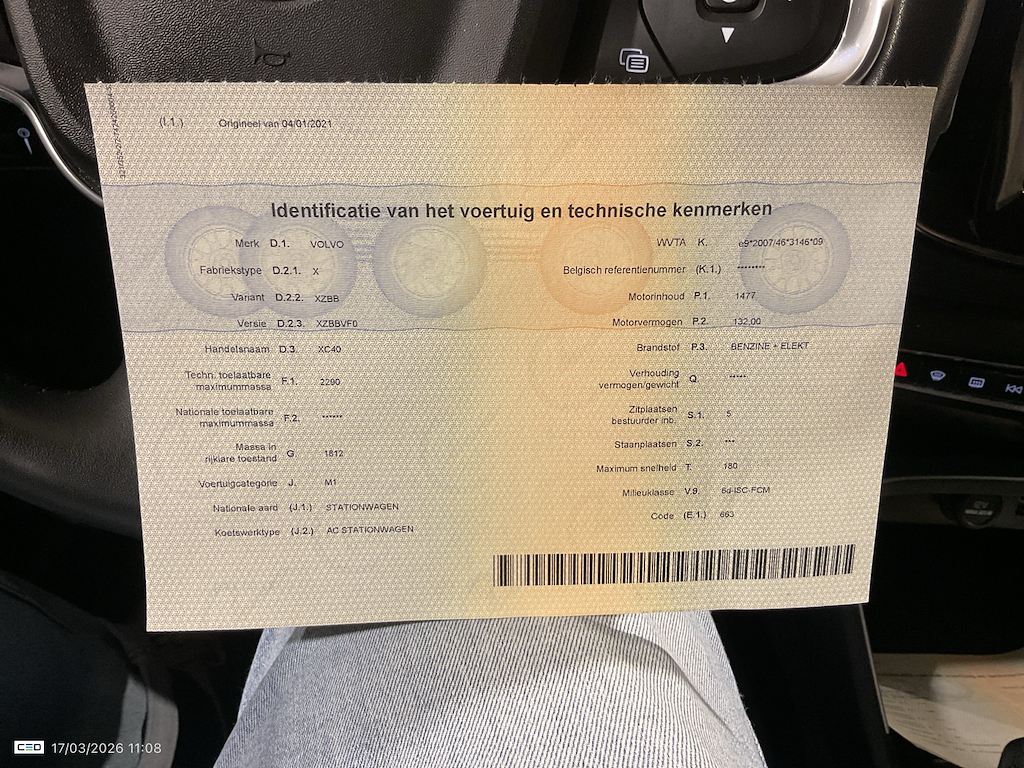 (I.1.) Origineel van 04/01/2021
Identificatie van het voertuig en technische kenmerken
Merk D.1. VOLVO
Fabriekstype D.2.1. X
Variant D.2.2. XZBB
Versie D.2.3. XZBBVF0
Handelsnaam D.3. XC40
Techn. toelaatbare
maximummassa F.1. 2290
Nationale toelaatbare
maximummassa F.2. ******
Massa in
rijklare toestand G. 1812
Voertuigcategorie J. M1
Nationale aard (J.1.) STATIONWAGEN
Koetswerktype (J.2.) AC STATIONWAGEN
WVTA K. e9*2007/46*3146*09
Belgisch referentienummer (K.1.) ********
Motorinhoud P.1. 1477
Motorvermogen P.2. 132,00
Brandstof P.3. BENZINE + ELEKT
Verhouding
vermogen/gewicht Q. *****
Zitplaatsen
bestuurder inb. S.1. 5
Staanplaatsen S.2. ***
Maximum snelheid T. 180
Milieuklasse V.9. 6d-ISC-FCM
Code (E.1.) 663
CEO 17/03/2026 11:08